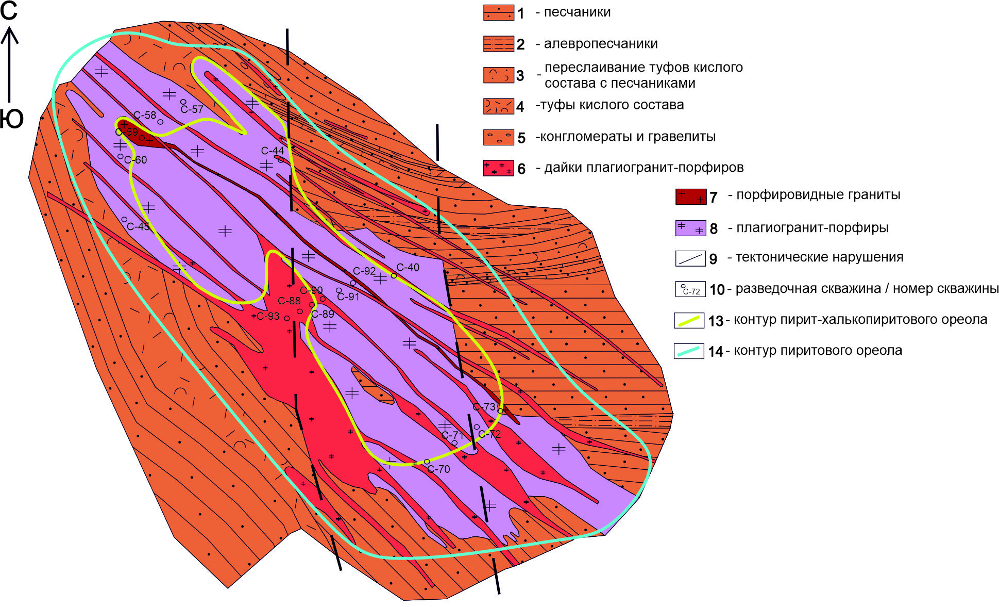 С
Ю
1 - песчаники
2 - алевропесчаники
3 - переслаивание туфов кислого
состава с песчаниками
4 -туфы кислого состава
5 -конгломераты и гравелиты
6 - дайки плагиогранит-порфиров
7 - порфировидные граниты
8 - плагиогранит-порфиры
9 - тектонические нарушения
С-72 10 - разведочная скважина / номер скважины
13 - контур пирит-халькопиритового ореола
14 - контур пиритового ореола
С-57
С-58
С-59
С-60
С-44
С-45
С-92
С-40
С-90
С-91
С-88
С-93
С-89
С-73
С-71
С-72
С-70